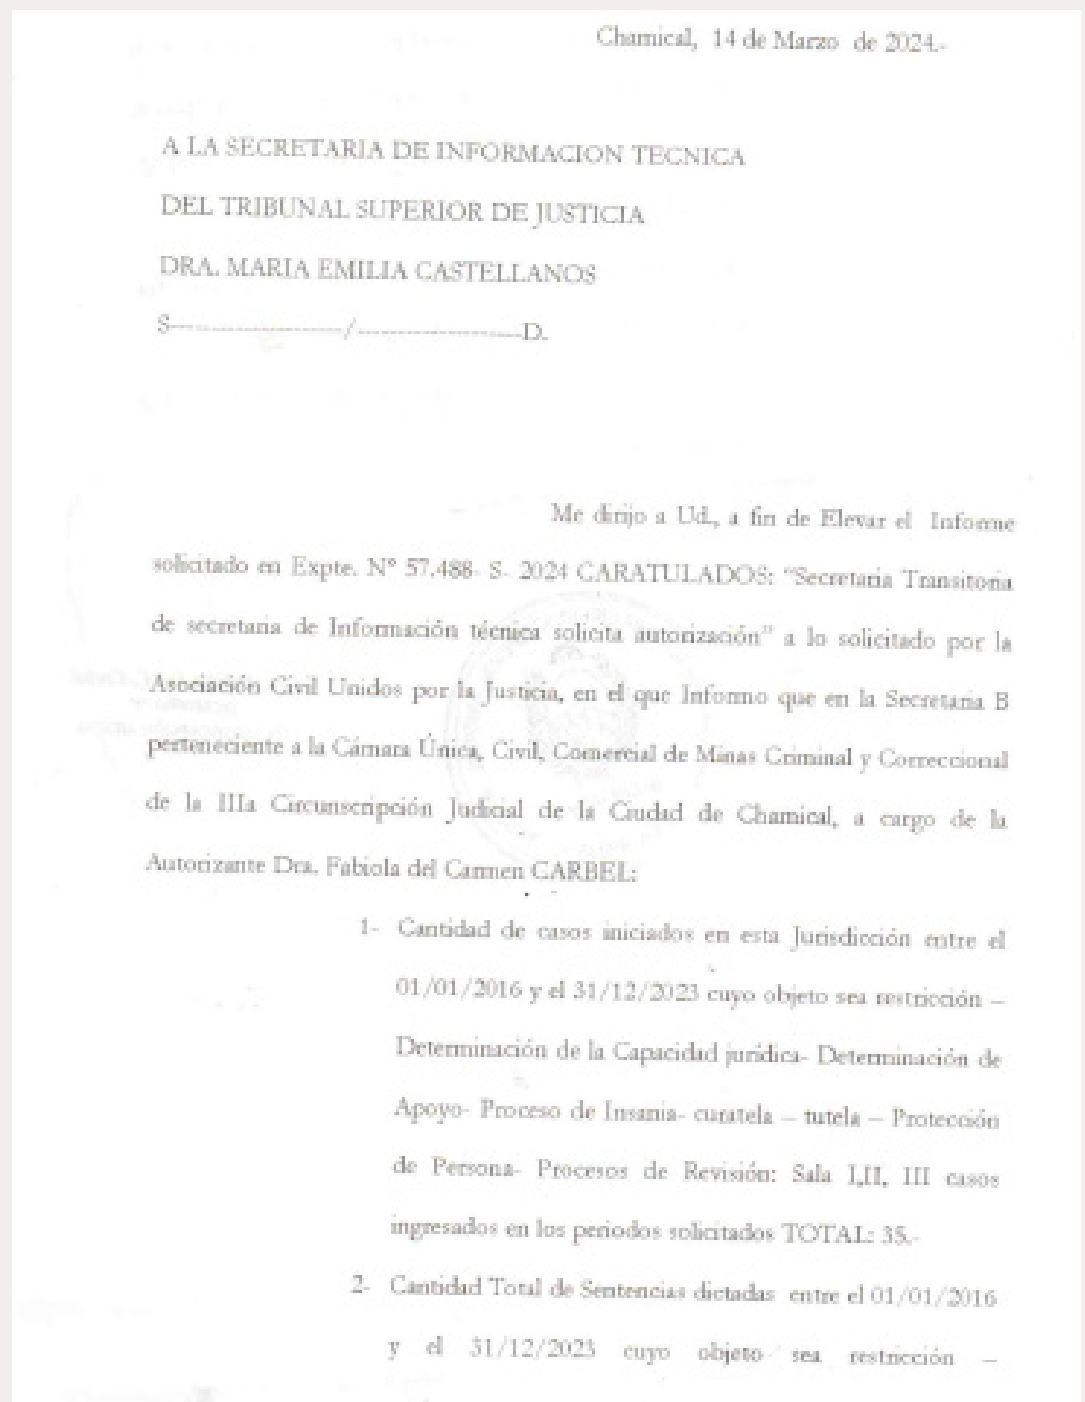 Chamical, 14 de Marzo de 2024.-
A LA SECRETARIA DE INFORMACION TECNICA
DEL TRIBUNAL SUPERIOR DE JUSTICIA
DRA. MARIA EMILIA CASTELLANOS
S----------------------/---------------------D.
Me dirijo a Ud., a fin de Elevar el Informe
solicitado en Expte. N° 57.488- S- 2024 CARATULADOS: “Secretaria Transitoria
de secretaria de Información técnica solicita autorización” a lo solicitado por la
Asociación Civil Unidos por la Justicia, en el que Informo que en la Secretaria B
perteneciente a la Cámara Única, Civil, Comercial de Minas Criminal y Correccional
de la IIIa Circunscripción Judicial de la Ciudad de Chamical, a cargo de la
Autorizante Dra. Fabiola del Carmen CARBEL:
1- Cantidad de casos iniciados en esta Jurisdicción entre el
01/01/2016 y el 31/12/2023 cuyo objeto sea restricción –
Determinación de la Capacidad jurídica- Determinación de
Apoyo- Proceso de Insania- curatela – tutela – Protección
de Persona- Procesos de Revisión: Sala I,II, III casos
ingresados en los periodos solicitados TOTAL: 35.-
2- Cantidad Total de Sentencias dictadas entre el 01/01/2016
y el 31/12/2023 cuyo objeto sea restricción –